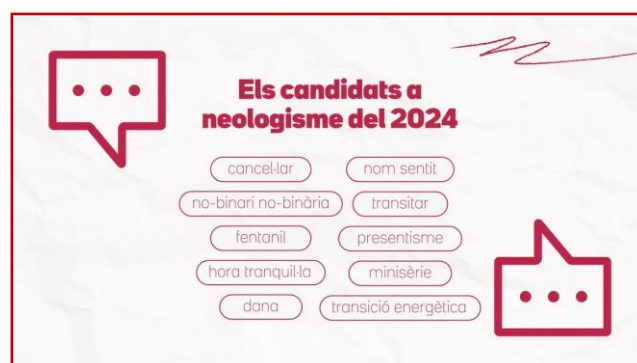 Els candidats a
neologisme del 2024
cancel·lar
nom sentit
no-binari no-binària
transitar
fentanil
presentisme
hora tranquil·la
minisèrie
dana
transició energètica